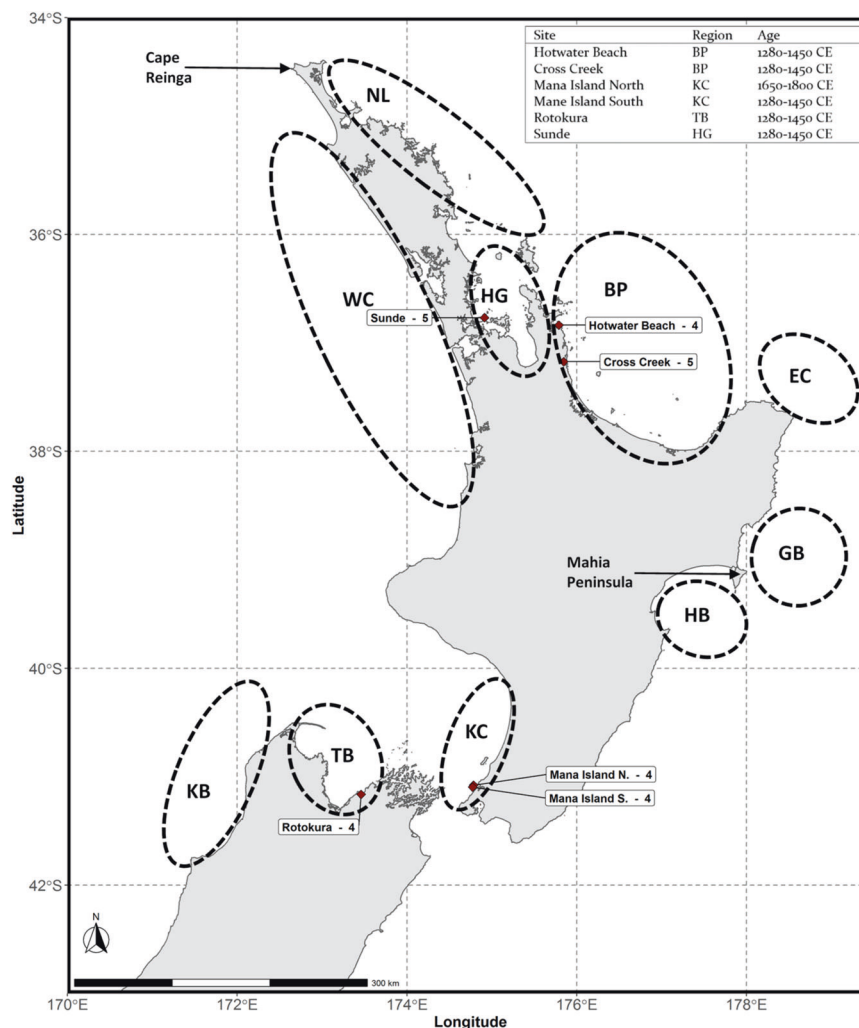 34°S
36°S
38°S
40°S
42°S
Latitude
170°E
172°E
174°E
176°E
178°E
Longitude
Site Region Age
Hotwater Beach BP 1280-1450 CE
Cross Creek BP 1280-1450 CE
Mana Island North KC 1650-1800 CE
Mane Island South KC 1280-1450 CE
Rotokura TB 1280-1450 CE
Sunde HG 1280-1450 CE
Cape
Reinga
NL
WC
HG
BP
Sunde - 5
Hotwater Beach - 4
Cross Creek - 5
EC
GB
Mahia
Peninsula
HB
KC
TB
KB
Mana Island N. - 4
Mana Island S. - 4
Rotokura - 4
N
300 km